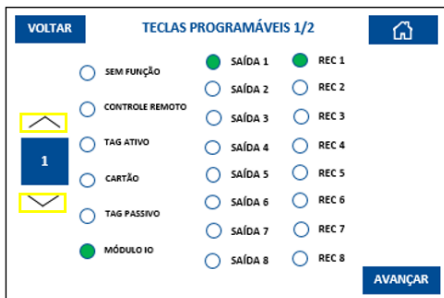 VOLTAR
TECLAS PROGRAMÁVEIS 1/2
SEM FUNÇÃO
CONTROLE REMOTO
TAG ATIVO
CARTÃO
TAG PASSIVO
MÓDULO IO
1
SAÍDA 1
SAÍDA 2
SAÍDA 3
SAÍDA 4
SAÍDA 5
SAÍDA 6
SAÍDA 7
SAÍDA 8
REC 1
REC 2
REC 3
REC 4
REC 5
REC 6
REC 7
REC 8
AVANÇAR